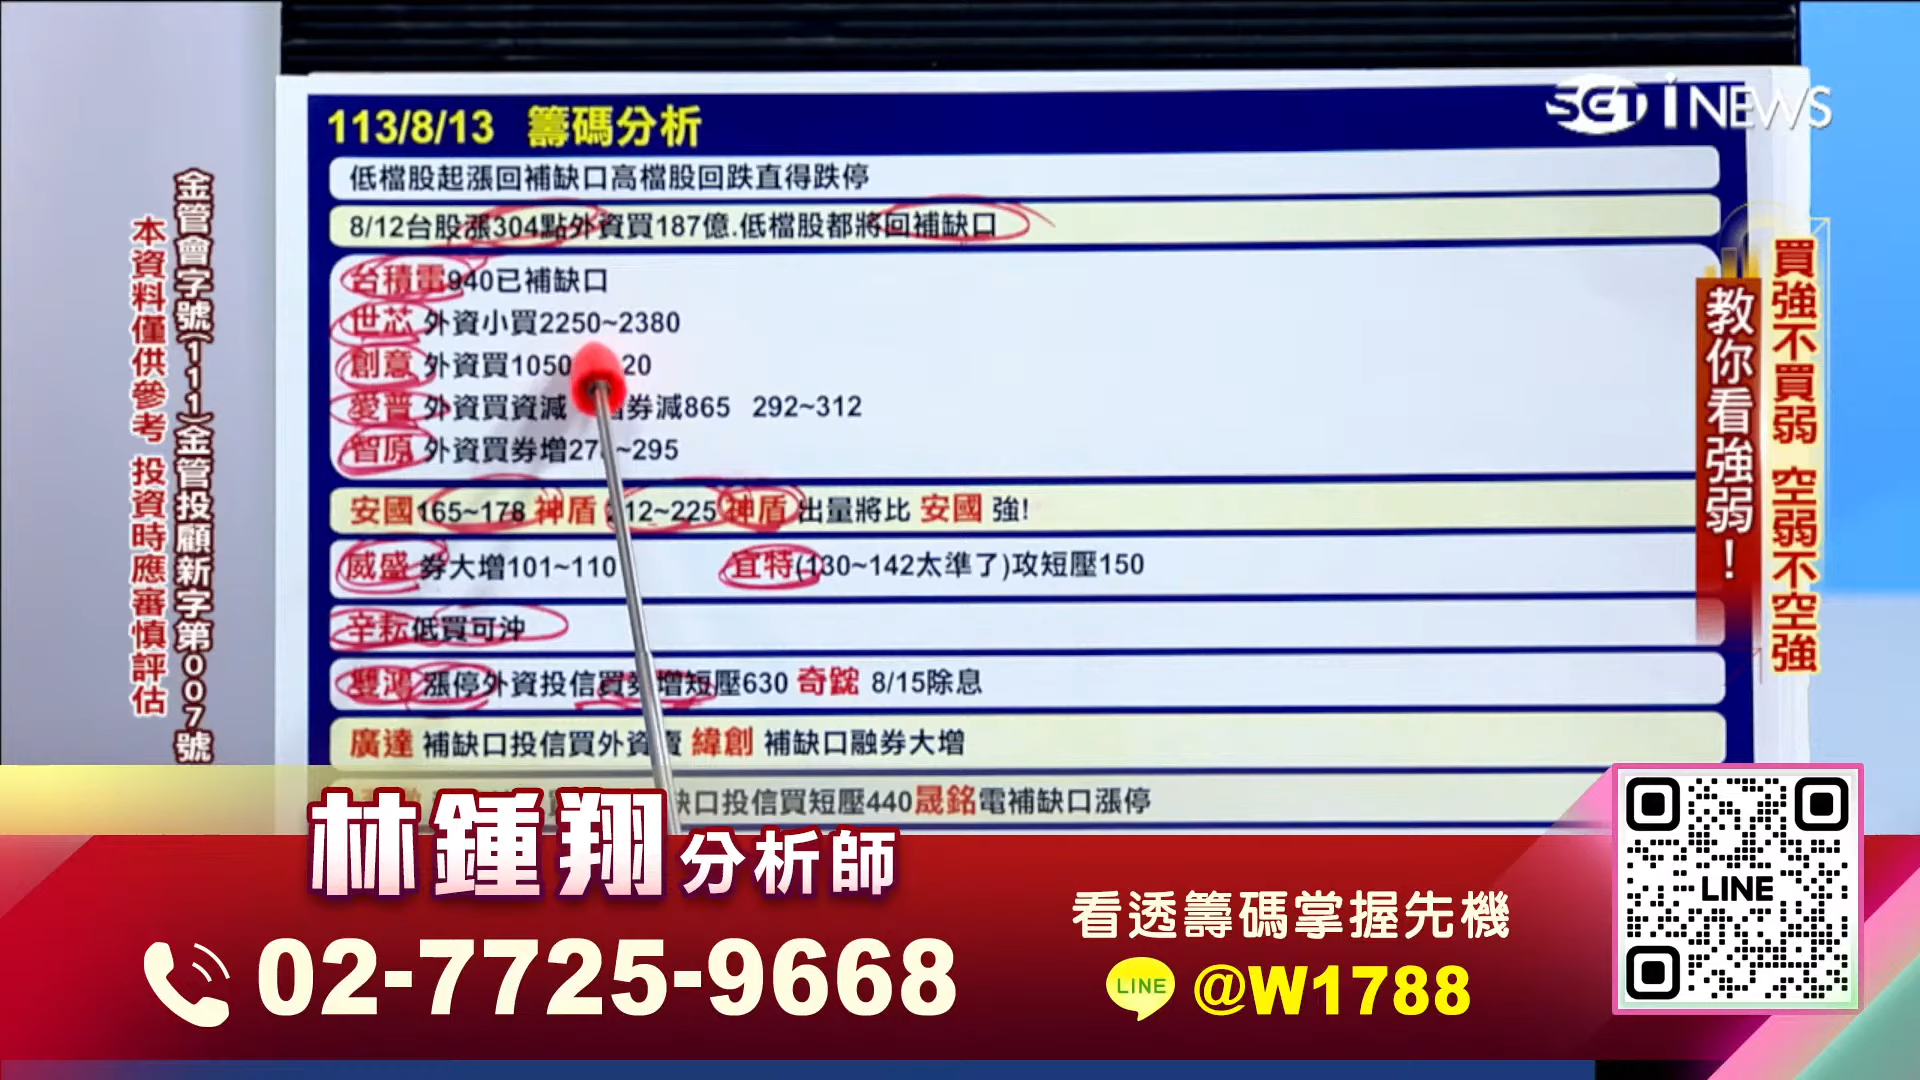 SET iNEWS
113/8/13 籌碼分析
低檔股起漲回補缺口高檔股回跌直得跌停
8/12台股漲304點外資買187億.低檔股都將回補缺口
台積電940已補缺口
世芯 外資小買2250~2380
創意 外資買1050 20
愛普 外資買資減 券減865 292~312
智原 外資買券增27 ~295
安國165~178 神盾 12~225 神盾 出量將比 安國 強!
威盛 券大增101~110 宜特(130~142太準了)攻短壓150
辛耘低買可沖
雙鴻 漲停外資投信買券增短壓630 奇鋐 8/15除息
廣達 補缺口投信買外資賣 緯創 補缺口融券大增
缺口投信買短壓440晟銘電補缺口漲停
金管會字號(111)金管投顧新字第007號
本資料僅供參考 投資時應審慎評估
買強不買弱 空弱不空強
教你看強弱!
林鍾翔分析師
02-7725-9668
看透籌碼掌握先機
LINE @W1788
LINE